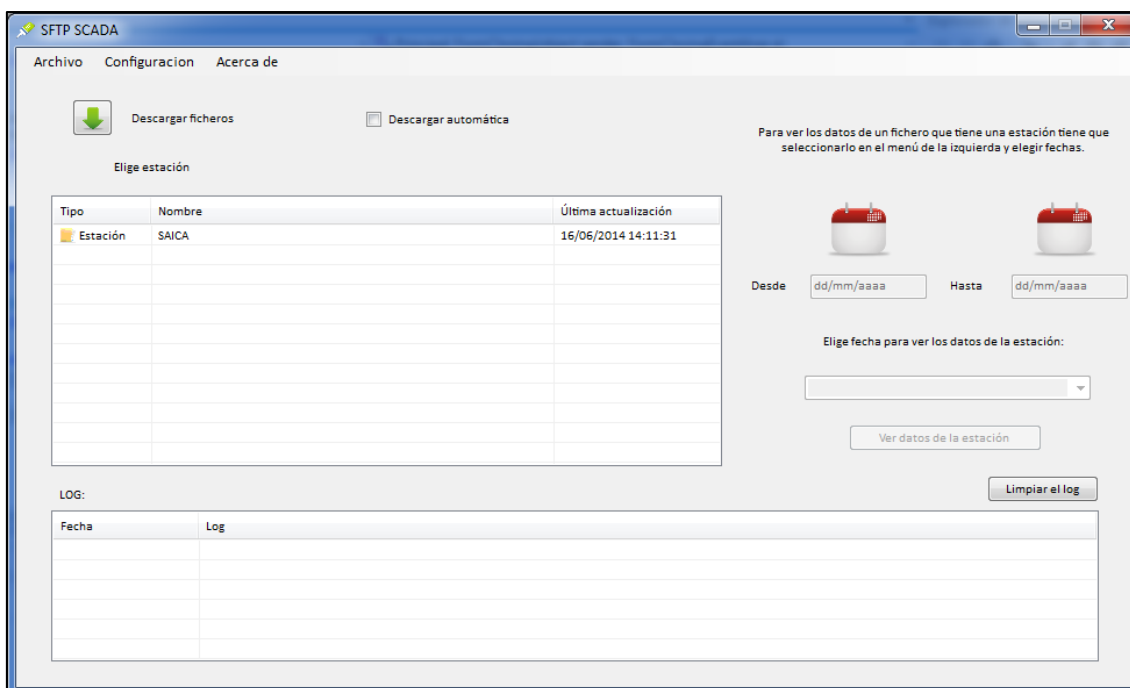 SFTP SCADA
Archivo Configuracion Acerca de
Descargar ficheros
Descargar automática
Para ver los datos de un fichero que tiene una estación tiene que
seleccionarlo en el menú de la izquierda y elegir fechas.
Elige estación
Tipo Nombre Última actualización
Estación SAICA 16/06/2014 14:11:31
Desde dd/mm/aaaa Hasta dd/mm/aaaa
Elige fecha para ver los datos de la estación:
Ver datos de la estación
Limpiar el log
LOG:
Fecha Log